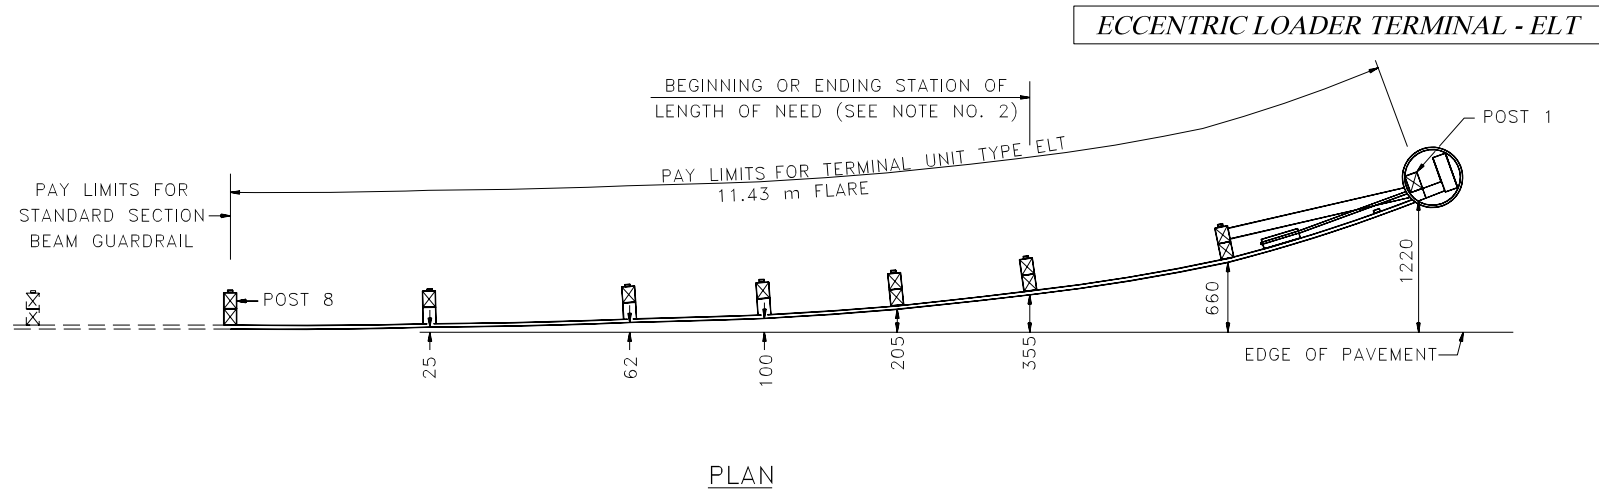 ECCENTRIC LOADER TERMINAL - ELT
BEGINNING OR ENDING STATION OF
LENGTH OF NEED (SEE NOTE NO. 2)
POST 1
PAY LIMITS FOR TERMINAL UNIT TYPE ELT
11.43 m FLARE
PAY LIMITS FOR
STANDARD SECTION
BEAM GUARDRAIL
POST 8
25
62
100
205
355
660
1220
EDGE OF PAVEMENT
PLAN